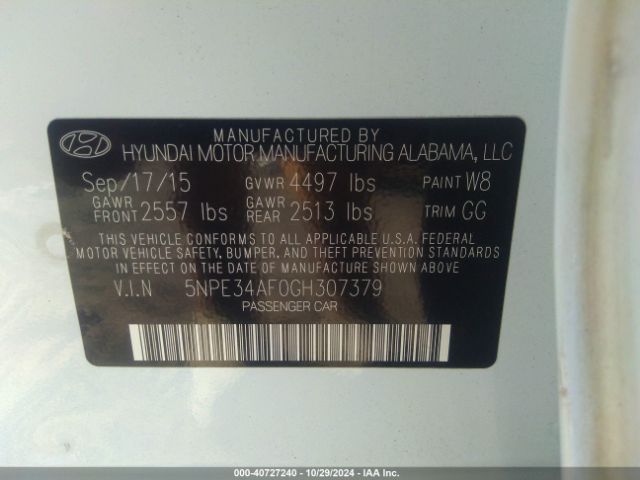 MANUFACTURED BY
HYUNDAI MOTOR MANUFACTURING ALABAMA, LLC
Sep/17/15 GVWR 4497 lbs PAINT W8
GAWR FRONT 2557 lbs GAWR REAR 2513 lbs TRIM GG
THIS VEHICLE CONFORMS TO ALL APPLICABLE U.S.A. FEDERAL
MOTOR VEHICLE SAFETY, BUMPER, AND THEFT PREVENTION STANDARDS
IN EFFECT ON THE DATE OF MANUFACTURE SHOWN ABOVE
V.I.N 5NPE34AF0GH307379
PASSENGER CAR
000-40727240 - 10/29/2024 - IAA Inc.